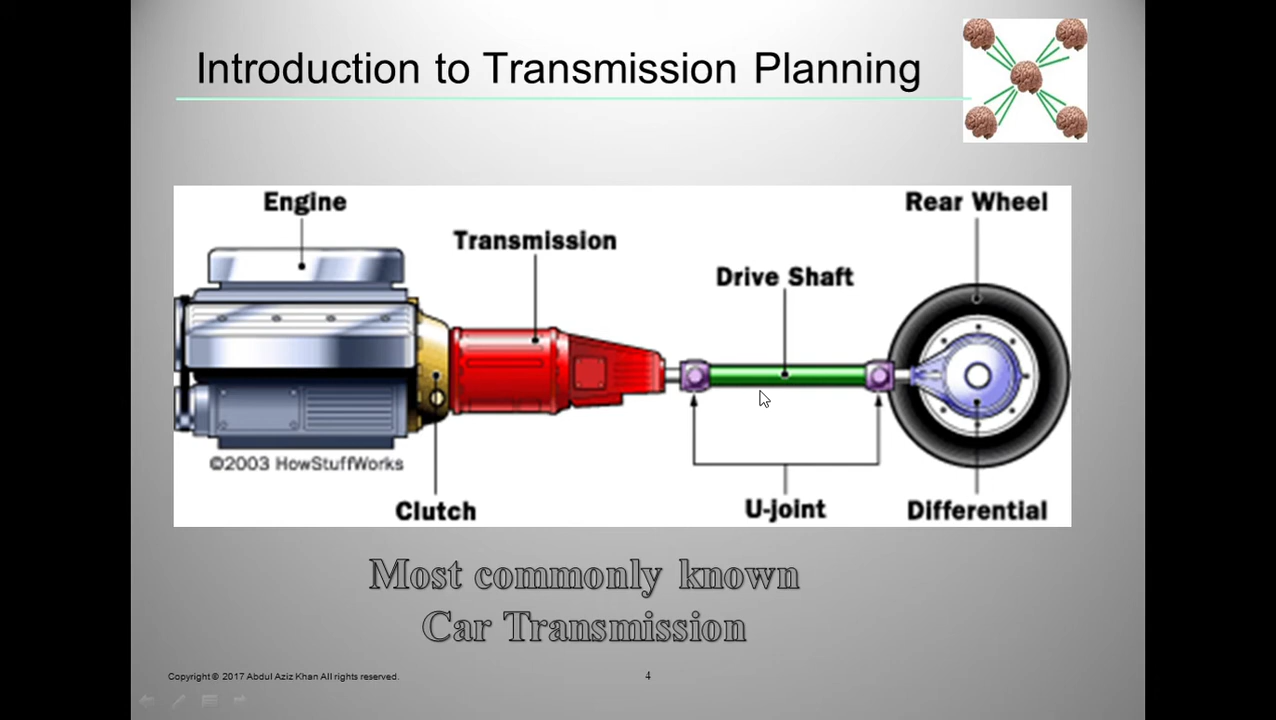 Introduction to Transmission Planning
Engine
Rear Wheel
Transmission
Drive Shaft
©2003 HowStuffWorks
Clutch
U-joint
Differential
Most commonly known
Car Transmission
Copyright © 2017 Abdul Aziz Khan All rights reserved.
4